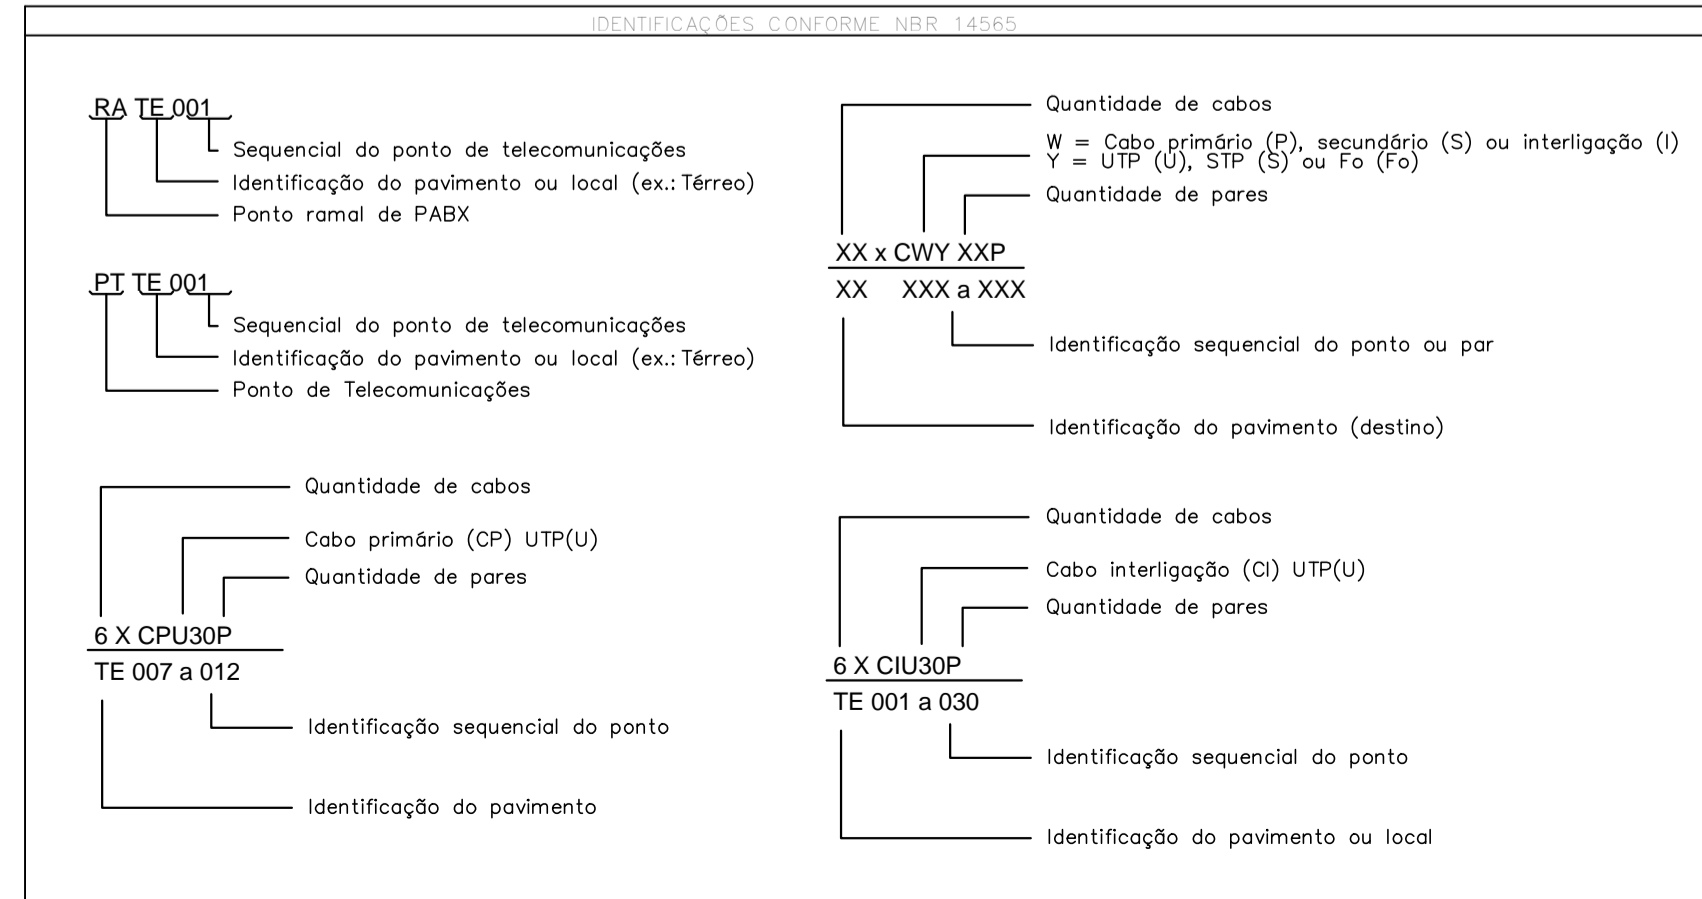 IDENTIFICAÇÕES CONFORME NBR 14565
RA TE 001
Sequencial do ponto de telecomunicações
Identificação do pavimento ou local (ex.: Térreo)
Ponto ramal de PABX
PT TE 001
Sequencial do ponto de telecomunicações
Identificação do pavimento ou local (ex.: Térreo)
Ponto de Telecomunicações
Quantidade de cabos
W = Cabo primário (P), secundário (S) ou interligação (I)
Y = UTP (U), STP (S) ou Fo (Fo)
Quantidade de pares
XX x CWY XXP
XX XXX a XXX
Identificação sequencial do ponto ou par
Identificação do pavimento (destino)
Quantidade de cabos
Cabo primário (CP) UTP(U)
Quantidade de pares
6 X CPU30P
TE 007 a 012
Identificação sequencial do ponto
Identificação do pavimento
Quantidade de cabos
Cabo interligação (CI) UTP(U)
Quantidade de pares
6 X CIU30P
TE 001 a 030
Identificação sequencial do ponto
Identificação do pavimento ou local